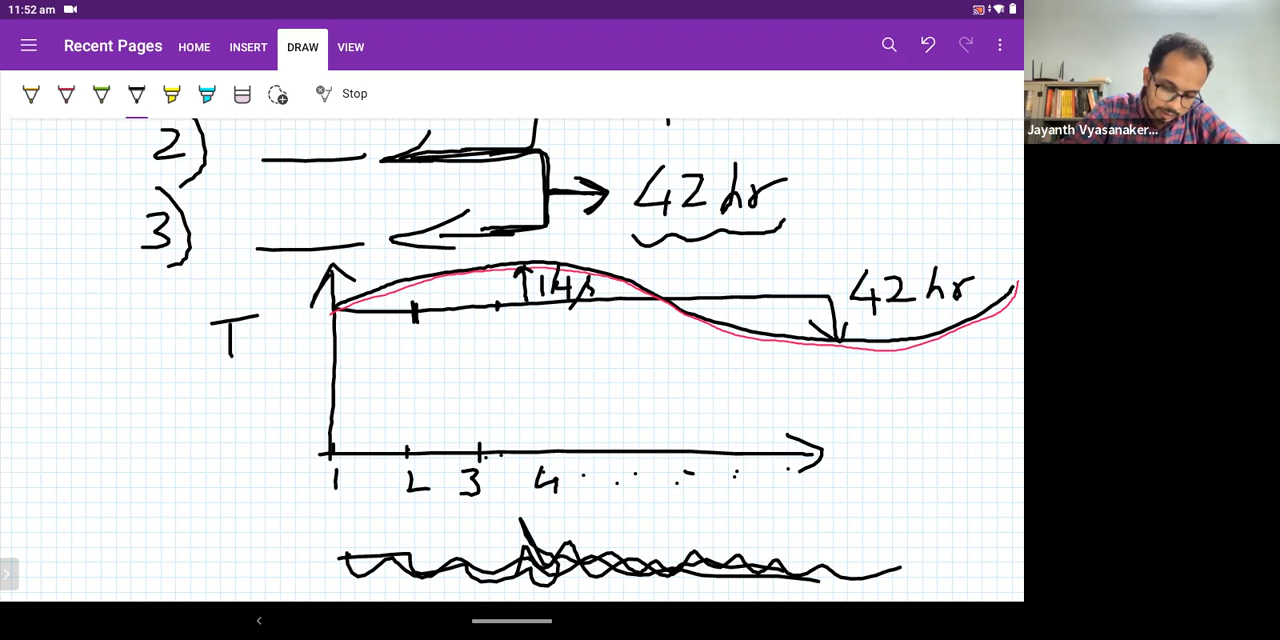 11:52 am
Recent Pages HOME INSERT DRAW VIEW
Stop
Jayanth Vyasanaker...
2)
42 hr
3)
42 hr
T
1 2 3 4